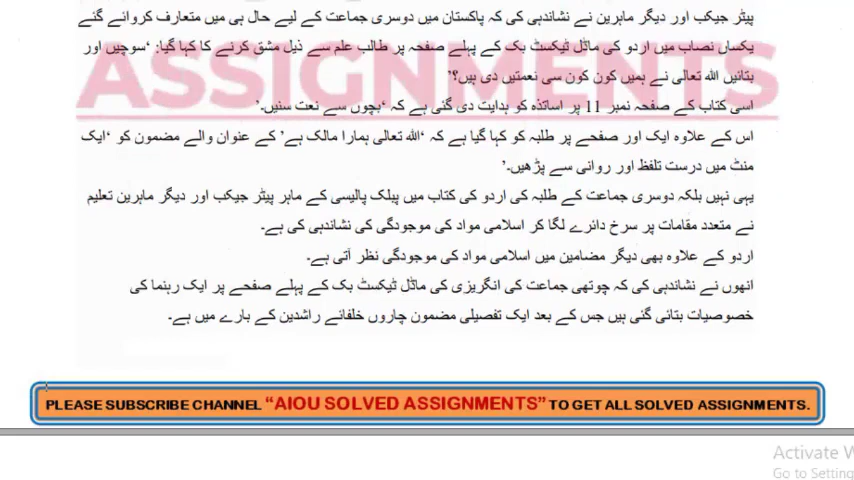 پیٹر جیکب اور دیگر ماہرین نے نشاندہی کی کہ پاکستان میں دوسری جماعت کے لیے حال ہی میں متعارف کروائے گئے
یکساں نصاب میں اردو کی ماڈل ٹیکسٹ بک کے پہلے صفحہ پر طالب علم سے ذیل مشق کرنے کا کہا گیا: ’سوچیں اور
بتائیں اللہ تعالی نے ہمیں کون کون سی نعمتیں دی ہیں؟‘
ASSIGNMENTS
اسی کتاب کے صفحہ نمبر 11 پر اساتذہ کو ہدایت دی گئی ہے کہ ’بچوں سے نعت سنیں۔‘
اس کے علاوہ ایک اور صفحے پر طلبہ کو کہا گیا ہے کہ ’اللہ تعالی ہمارا مالک ہے‘ کے عنوان والے مضمون کو ’ایک
منٹ میں درست تلفظ اور روانی سے پڑھیں۔‘
یہی نہیں بلکہ دوسری جماعت کے طلبہ کی اردو کی کتاب میں پبلک پالیسی کے ماہر پیٹر جیکب اور دیگر ماہرین تعلیم
نے متعدد مقامات پر سرخ دائرے لگا کر اسلامی مواد کی موجودگی کی نشاندہی کی ہے۔
اردو کے علاوہ بھی دیگر مضامین میں اسلامی مواد کی موجودگی نظر آتی ہے۔
انھوں نے نشاندہی کی کہ چوتھی جماعت کی انگریزی کی ماڈل ٹیکسٹ بک کے پہلے صفحے پر ایک رہنما کی
خصوصیات بتائی گئی ہیں جس کے بعد ایک تفصیلی مضمون چاروں خلفائے راشدین کے بارے میں ہے۔
PLEASE SUBSCRIBE CHANNEL “AIOU SOLVED ASSIGNMENTS” TO GET ALL SOLVED ASSIGNMENTS.
Activate W
Go to Setting